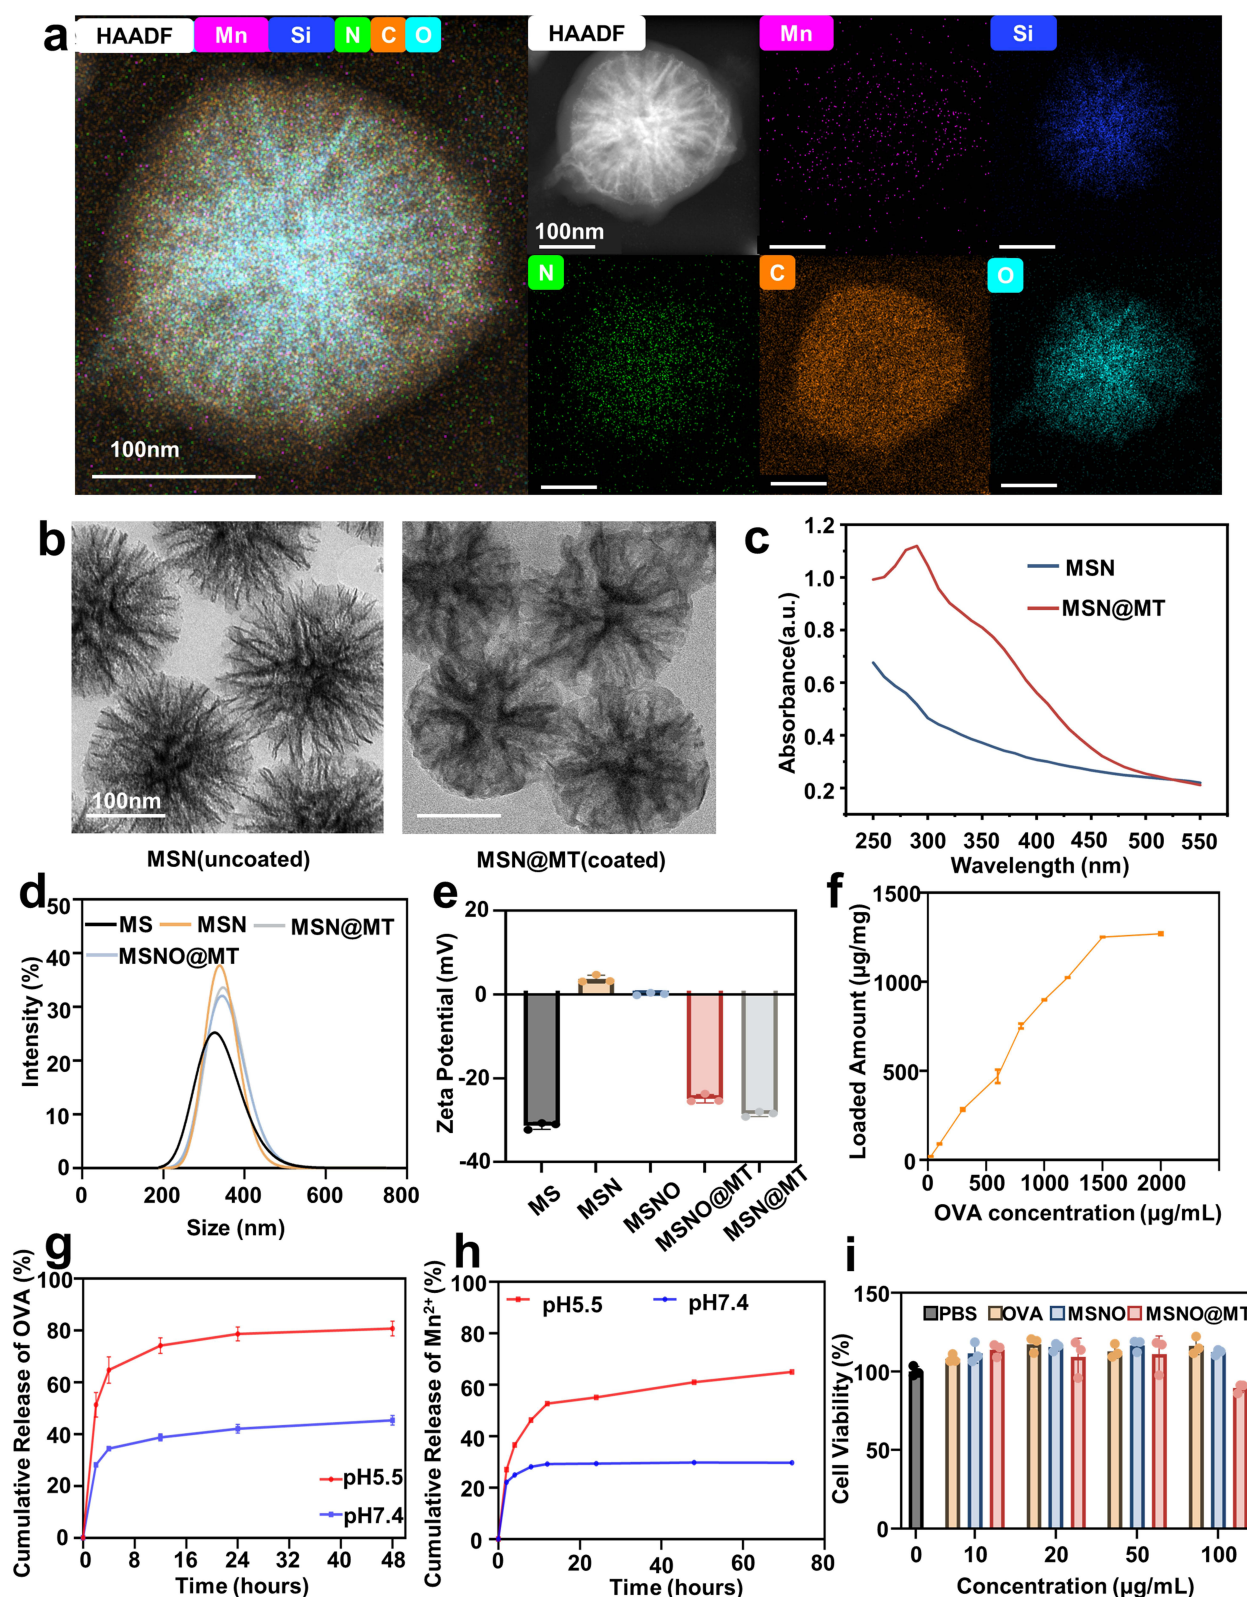 a
HAADF Mn Si N C O
100nm
HAADF
100nm
Mn
Si
N
C
O
b
100nm
MSN(uncoated)
MSN@MT(coated)
c
Absorbance(a.u.)
1.2
1.0
0.8
0.6
0.4
0.2
MSN
MSN@MT
250 300 350 400 450 500 550
Wavelength (nm)
d
Intensity (%)
50
40
30
20
10
0
MS MSN MSN@MT
MSNO@MT
0 200 400 600 800
Size (nm)
e
Zeta Potential (mV)
20
0
-20
-40
MS MSN MSNO MSNO@MT MSN@MT
f
Loaded Amount (μg/mg)
1500
1000
500
0
0 500 1000 1500 2000
OVA concentration (μg/mL)
g
Cumulative Release of OVA (%)
100
80
60
40
20
0
pH5.5
pH7.4
0 8 16 24 32 40 48
Time (hours)
h
Cumulative Release of Mn²⁺ (%)
100
80
60
40
20
0
pH5.5 pH7.4
0 20 40 60 80
Time (hours)
i
Cell Viability (%)
150
100
50
0
PBS OVA MSNO MSNO@MT
0 10 20 50 100
Concentration (μg/mL)